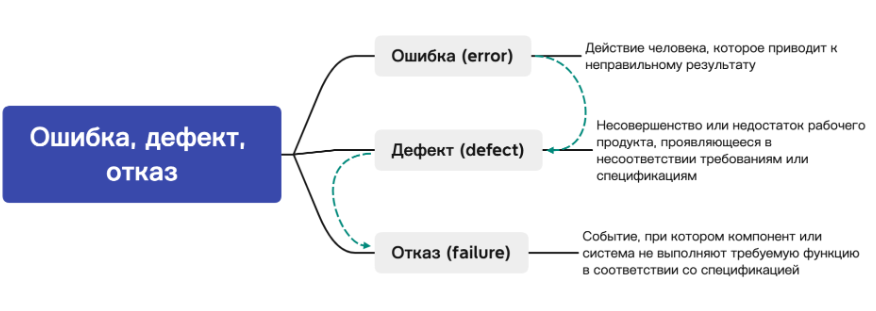 Ошибка (error)
Действие человека, которое приводит к
неправильному результату
Ошибка, дефект,
отказ
Дефект (defect)
Несовершенство или недостаток рабочего
продукта, проявляющееся в
несоответствии требованиям или
спецификациям
Отказ (failure)
Событие, при котором компонент или
система не выполняют требуемую функцию
в соответствии со спецификацией